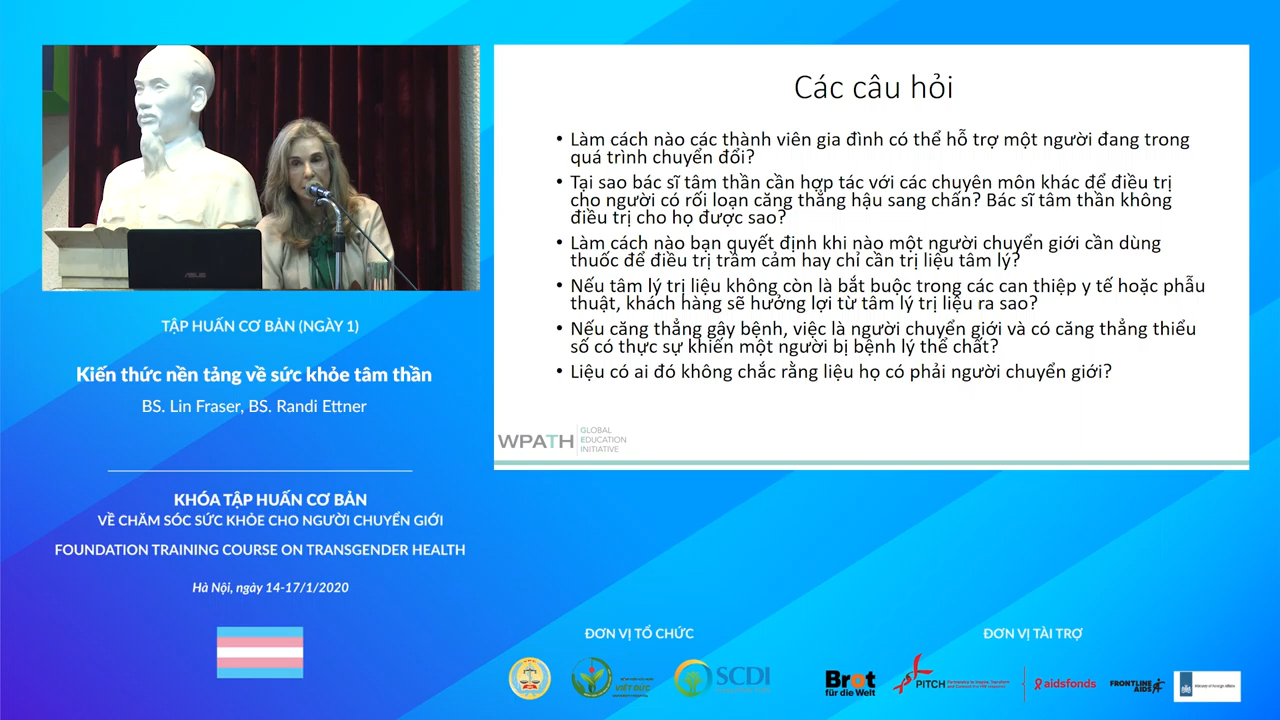 ASUS
TẬP HUẤN CƠ BẢN (NGÀY 1)
Kiến thức nền tảng về sức khỏe tâm thần
BS. Lin Fraser, BS. Randi Ettner
KHÓA TẬP HUẤN CƠ BẢN
VỀ CHĂM SÓC SỨC KHỎE CHO NGƯỜI CHUYỂN GIỚI
FOUNDATION TRAINING COURSE ON TRANSGENDER HEALTH
Hà Nội, ngày 14-17/1/2020
Các câu hỏi
• Làm cách nào các thành viên gia đình có thể hỗ trợ một người đang trong
quá trình chuyển đổi?
• Tại sao bác sĩ tâm thần cần hợp tác với các chuyên môn khác để điều trị
cho người có rối loạn căng thẳng hậu sang chấn? Bác sĩ tâm thần không
điều trị cho họ được sao?
• Làm cách nào bạn quyết định khi nào một người chuyển giới cần dùng
thuốc để điều trị trầm cảm hay chỉ cần trị liệu tâm lý?
• Nếu tâm lý trị liệu không còn là bắt buộc trong các can thiệp y tế hoặc phẫu
thuật, khách hàng sẽ hưởng lợi từ tâm lý trị liệu ra sao?
• Nếu căng thẳng gây bệnh, việc là người chuyển giới và có căng thẳng thiểu
số có thực sự khiến một người bị bệnh lý thể chất?
• Liệu có ai đó không chắc rằng liệu họ có phải người chuyển giới?
WPATH
GLOBAL
EDUCATION
INITIATIVE
ĐƠN VỊ TỔ CHỨC
VIỆT ĐỨC
SCDI
ĐƠN VỊ TÀI TRỢ
Brot
für die Welt
PITCH
aidsfonds
FRONTLINE
AIDS
Ministry of Foreign Affairs